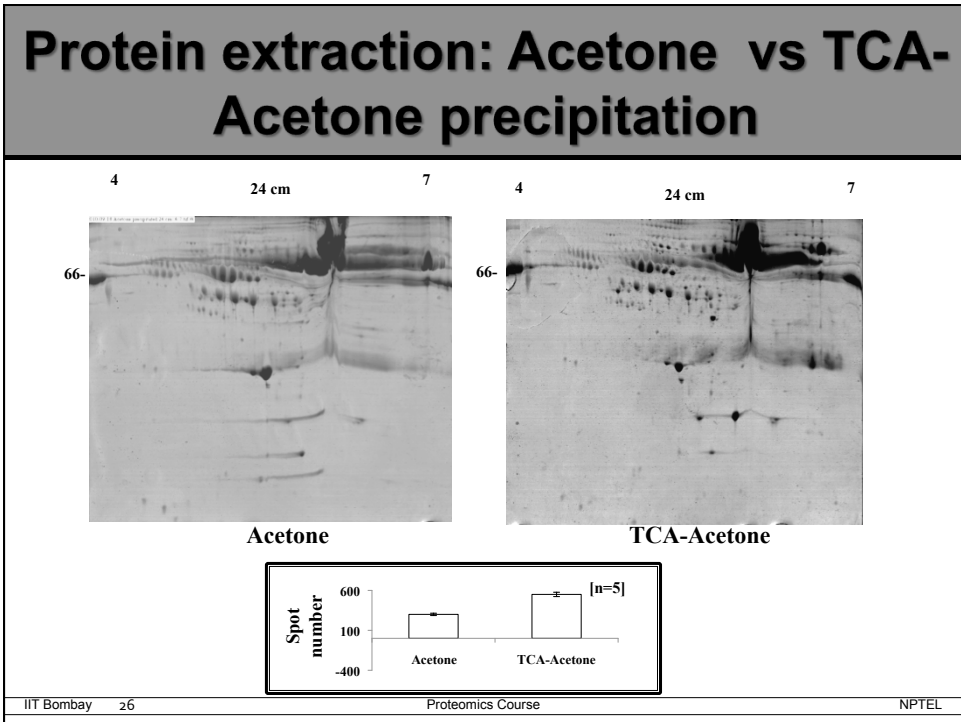 Protein extraction: Acetone vs TCA-
Acetone precipitation
4 24 cm 7
4 24 cm 7
66-
66-
Acetone
TCA-Acetone
Spot number
600
100
-400
[n=5]
Acetone
TCA-Acetone
IIT Bombay 26 Proteomics Course NPTEL